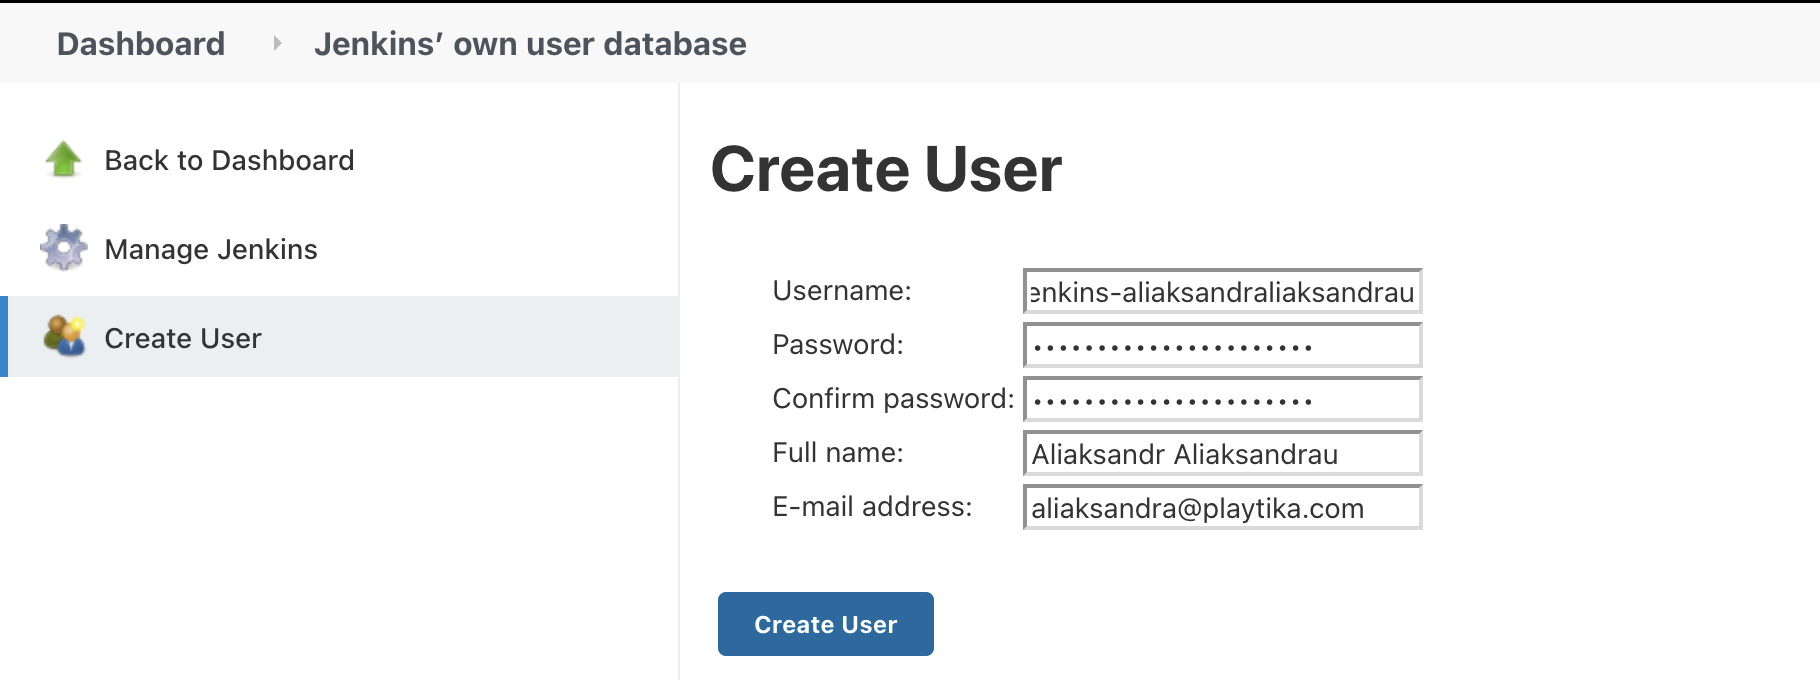 Dashboard Jenkins’ own user database
Back to Dashboard
Manage Jenkins
Create User
Create User
Username: enkins-aliaksandraliaksandrau
Password: ••••••••••••••••••••••
Confirm password: ••••••••••••••••••••••
Full name: Aliaksandr Aliaksandrau
E-mail address: aliaksandra@playtika.com
Create User